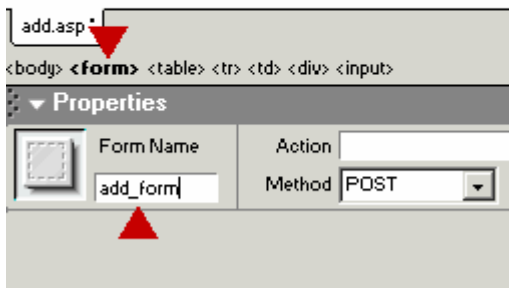 add.asp*
<body> <form> <table> <tr> <td> <div> <input>
Properties
Form Name Action
add_form Method POST